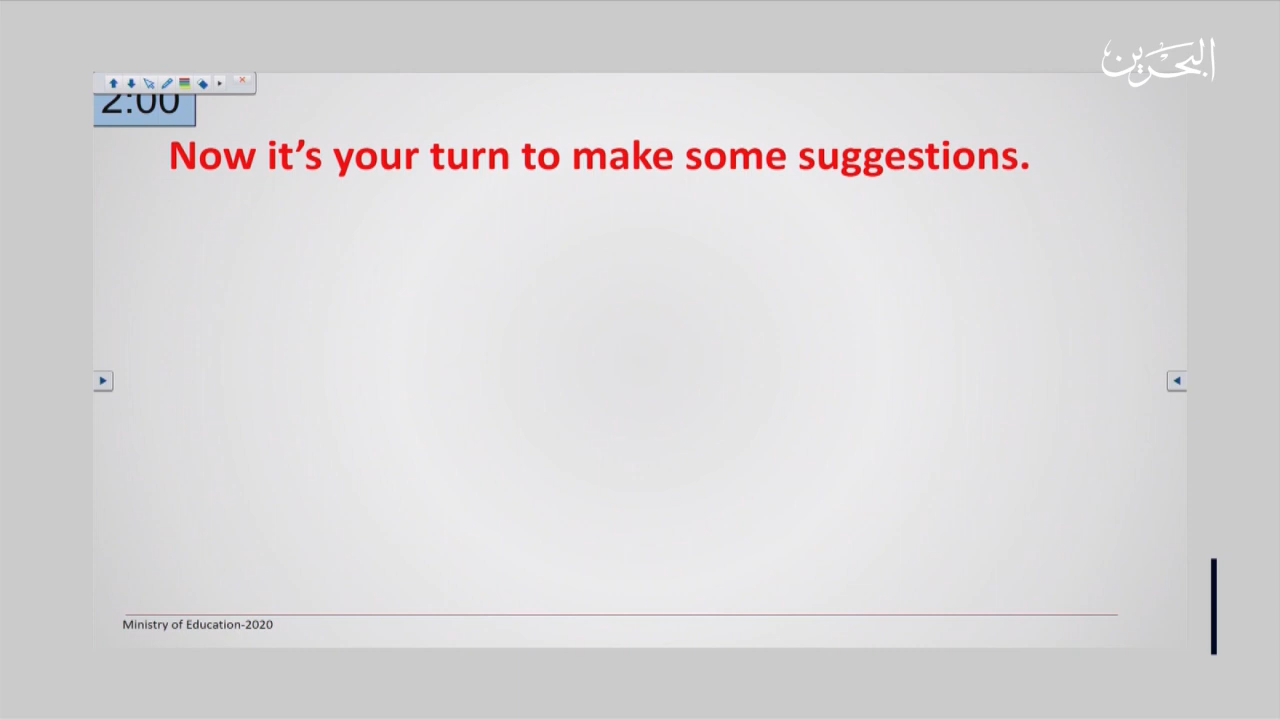 البحرين
2:00
Now it's your turn to make some suggestions.
Ministry of Education-2020